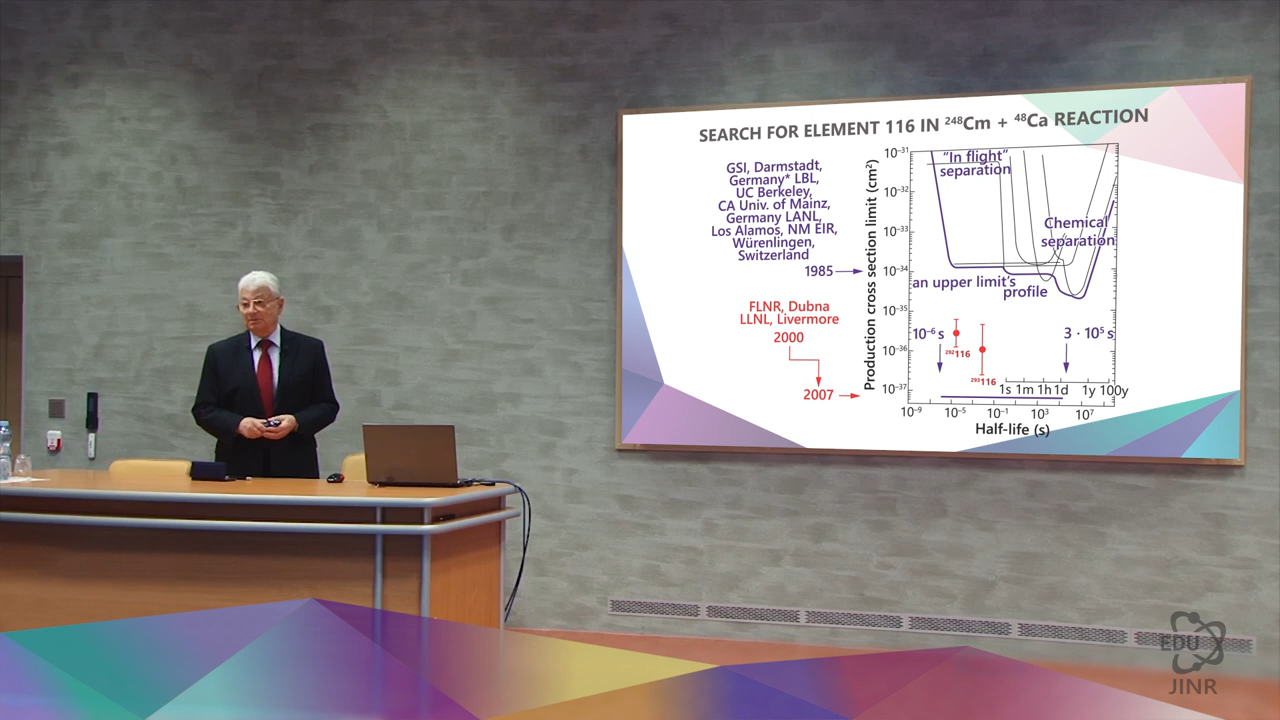 SEARCH FOR ELEMENT 116 IN ²⁴⁸Cm + ⁴⁸Ca REACTION
GSI, Darmstadt,
Germany* LBL,
UC Berkeley,
CA Univ. of Mainz,
Germany LANL,
Los Alamos, NM EIR,
Würenlingen,
Switzerland
1985
FLNR, Dubna
LLNL, Livermore
2000
2007
Production cross section limit (cm²)
10⁻³¹
10⁻³²
10⁻³³
10⁻³⁴
10⁻³⁵
10⁻³⁶
10⁻³⁷
"In flight"
separation
Chemical
separation
an upper limit's
profile
10⁻⁶ s
3 · 10⁵ s
²⁹²116
²⁹³116
1s 1m 1h 1d 1y 100y
10⁻⁹ 10⁻⁵ 10⁻¹ 10³ 10⁷
Half-life (s)
EDU
JINR